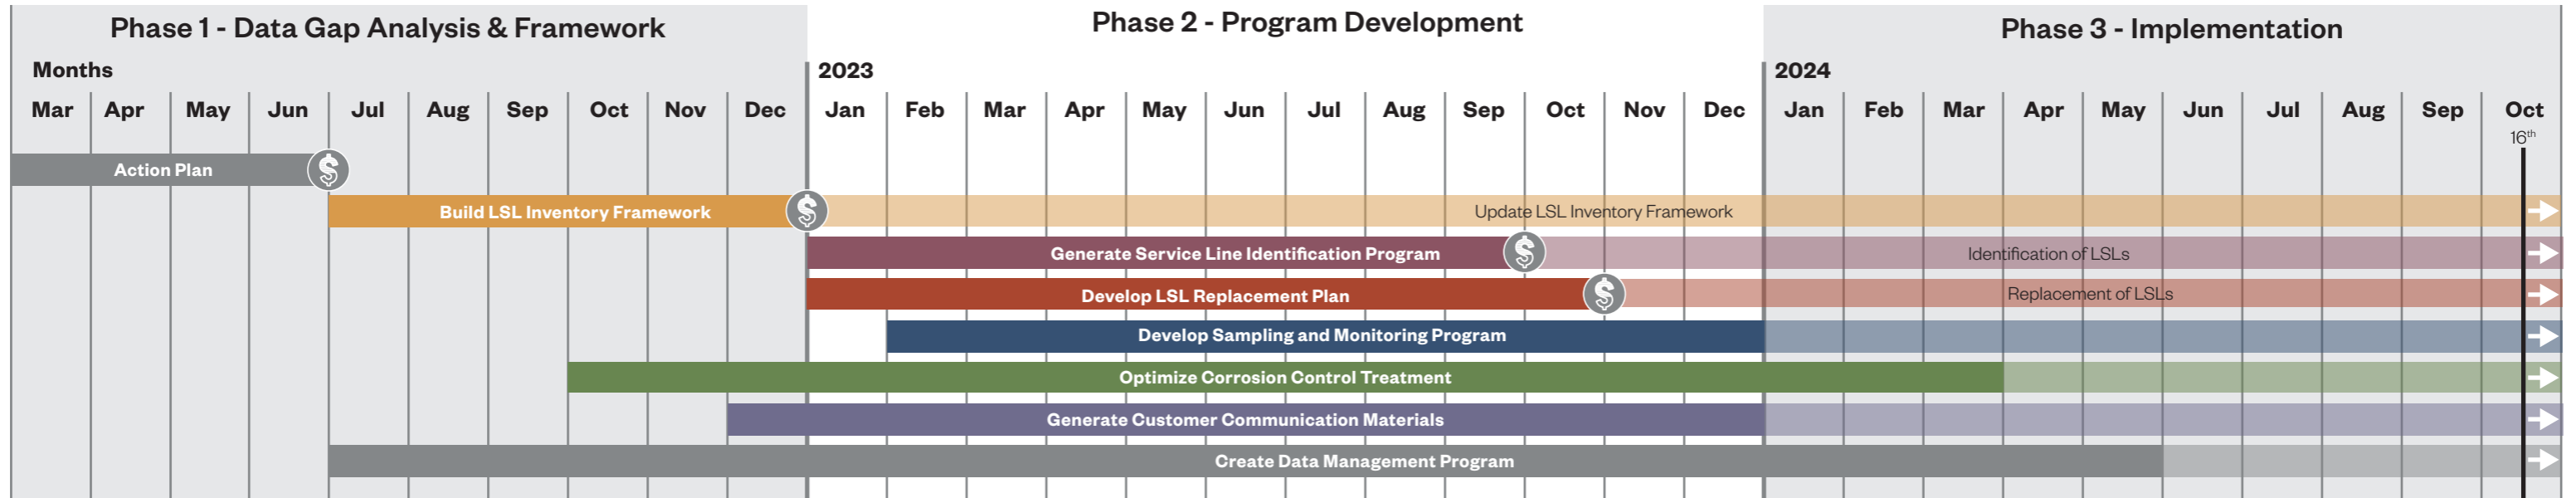 Phase 1 - Data Gap Analysis & Framework
Phase 2 - Program Development
Phase 3 - Implementation
Months
2023
2024
Mar Apr May Jun Jul Aug Sep Oct Nov Dec Jan Feb Mar Apr May Jun Jul Aug Sep Oct Nov Dec Jan Feb Mar Apr May Jun Jul Aug Sep Oct
16th
Action Plan $
Build LSL Inventory Framework $ Update LSL Inventory Framework
Generate Service Line Identification Program $ Identification of LSLs
Develop LSL Replacement Plan $ Replacement of LSLs
Develop Sampling and Monitoring Program
Optimize Corrosion Control Treatment
Generate Customer Communication Materials
Create Data Management Program